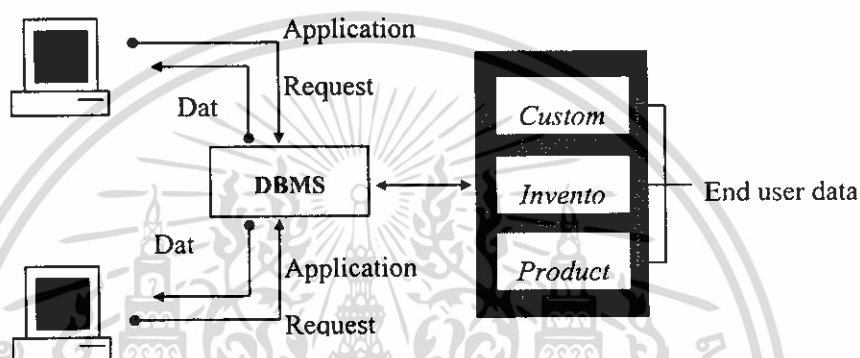 Application
Request
Dat
DBMS
Dat
Application
Request
Custom
Invento
Product
End user data